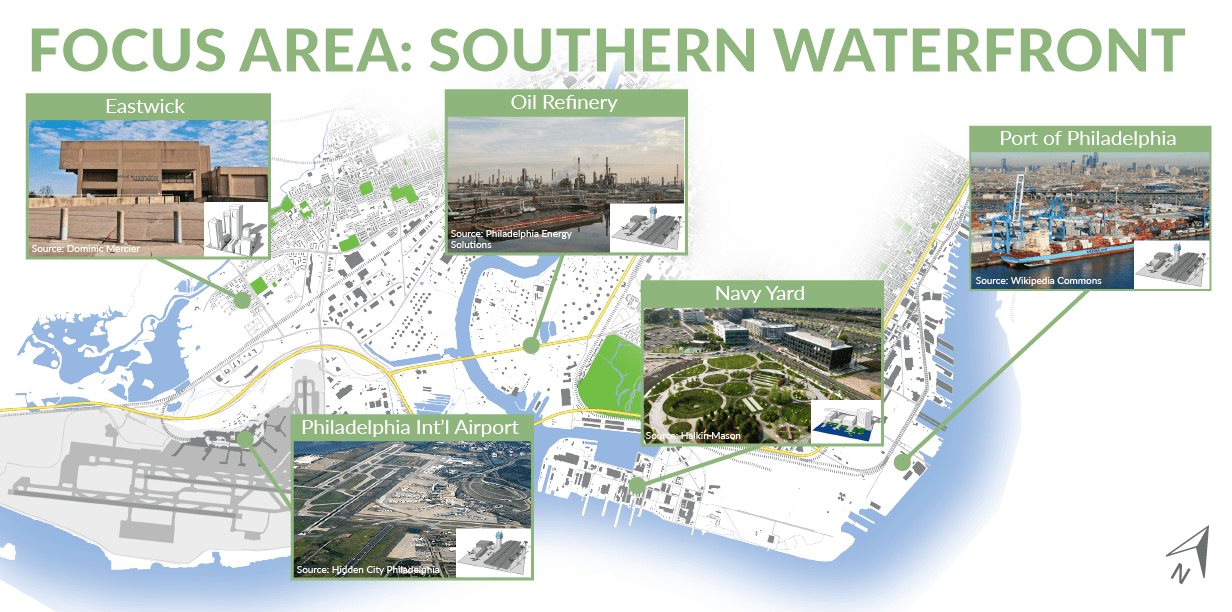 FOCUS AREA: SOUTHERN WATERFRONT
Eastwick
Source: Dominic Mercier
Oil Refinery
Source: Philadelphia Energy
Solutions
Port of Philadelphia
Source: Wikipedia Commons
Navy Yard
Source: Halkin Mason
Philadelphia Int'l Airport
Source: Hidden City Philadelphia
N